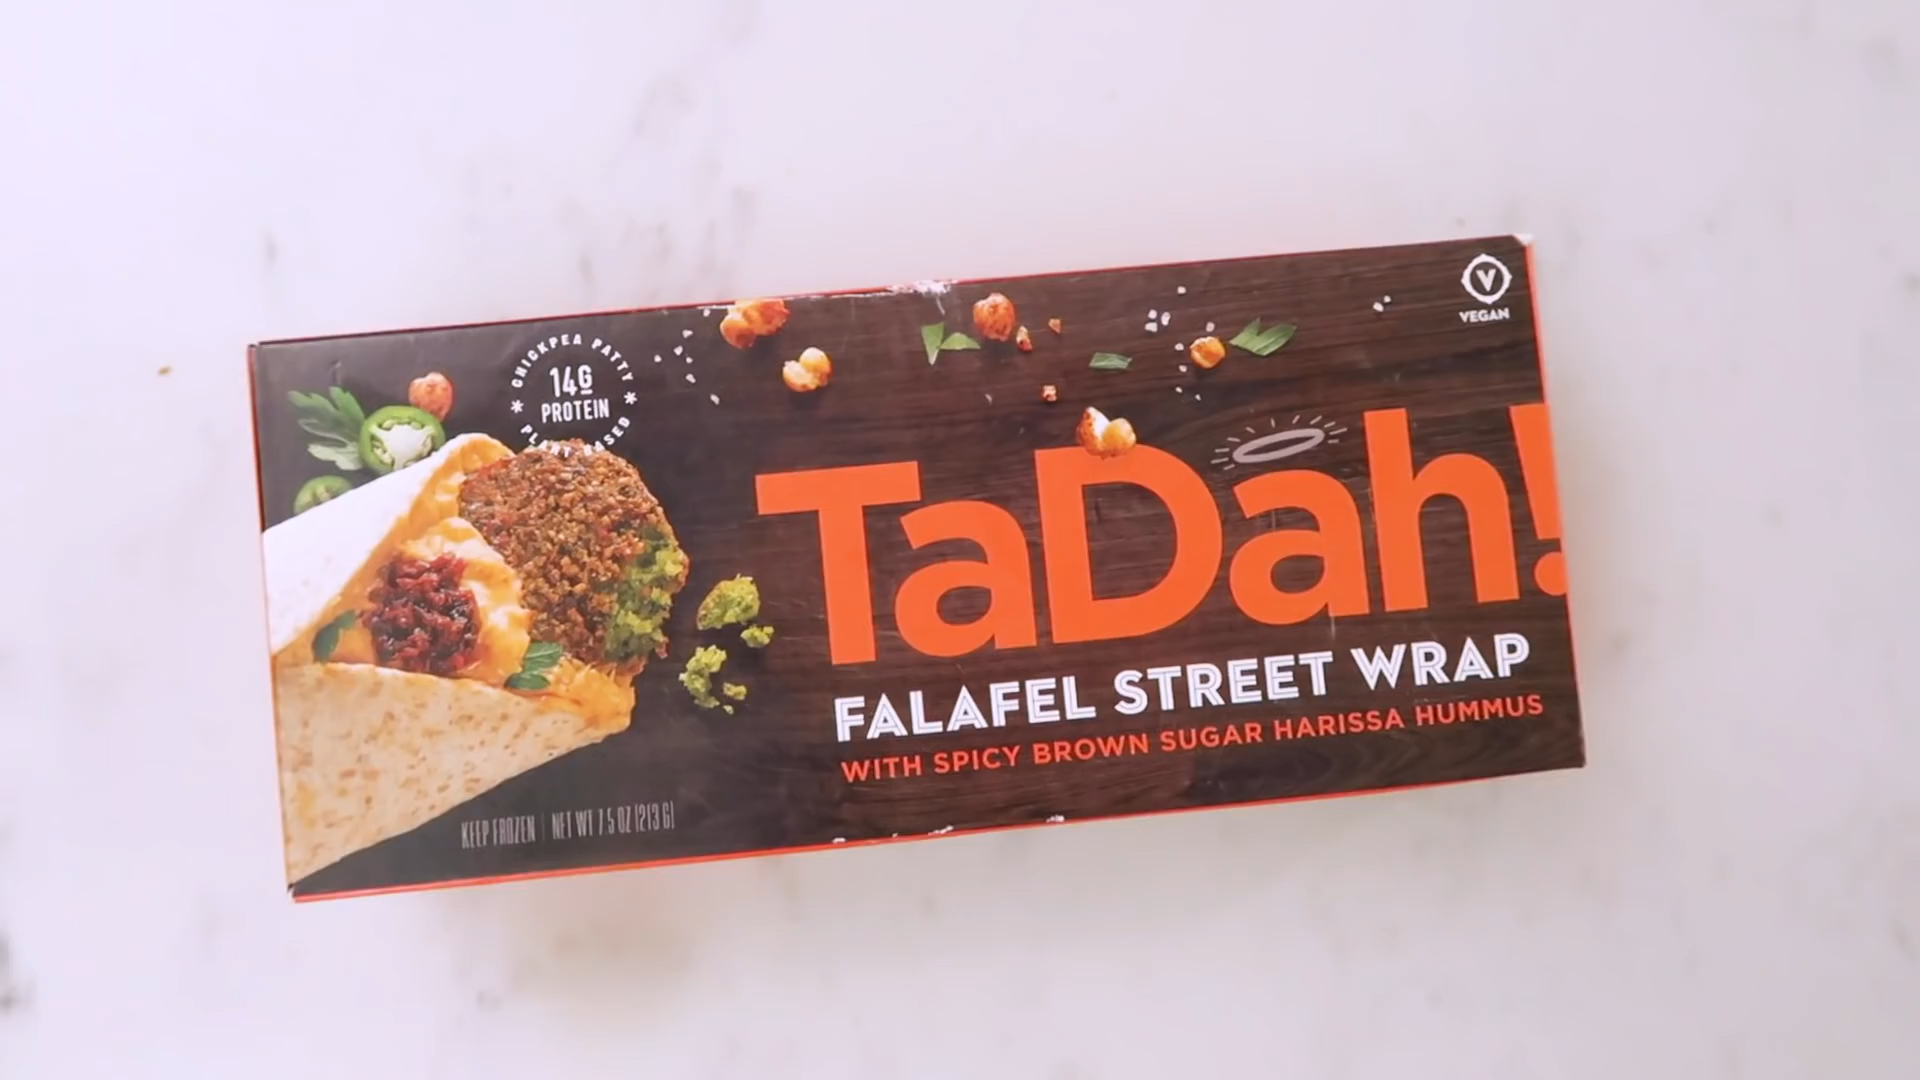 CHICKPEA PATTY
14G
PROTEIN
PLANT BASED
V
VEGAN
TaDah!
FALAFEL STREET WRAP
WITH SPICY BROWN SUGAR HARISSA HUMMUS
KEEP FROZEN | NET WT 7.5 OZ (213 G)